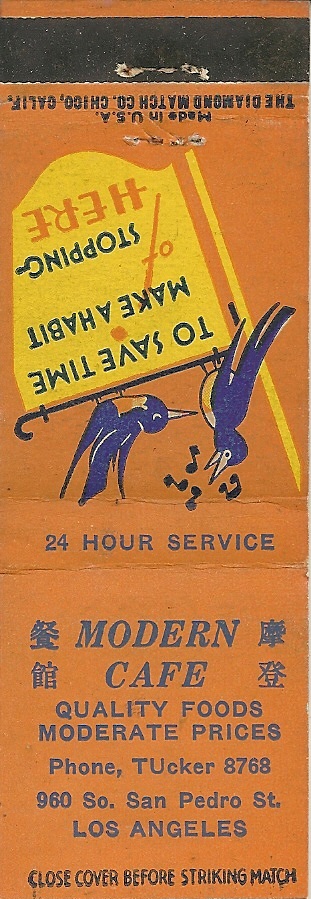 Made in U.S.A.
THE DIAMOND MATCH CO. CHICO, CALIF.
TO SAVE TIME
MAKE A HABIT
of
STOPPING
HERE
24 HOUR SERVICE
餐 MODERN 摩
館 CAFE 登
QUALITY FOODS
MODERATE PRICES
Phone, TUcker 8768
960 So. San Pedro St.
LOS ANGELES
CLOSE COVER BEFORE STRIKING MATCH